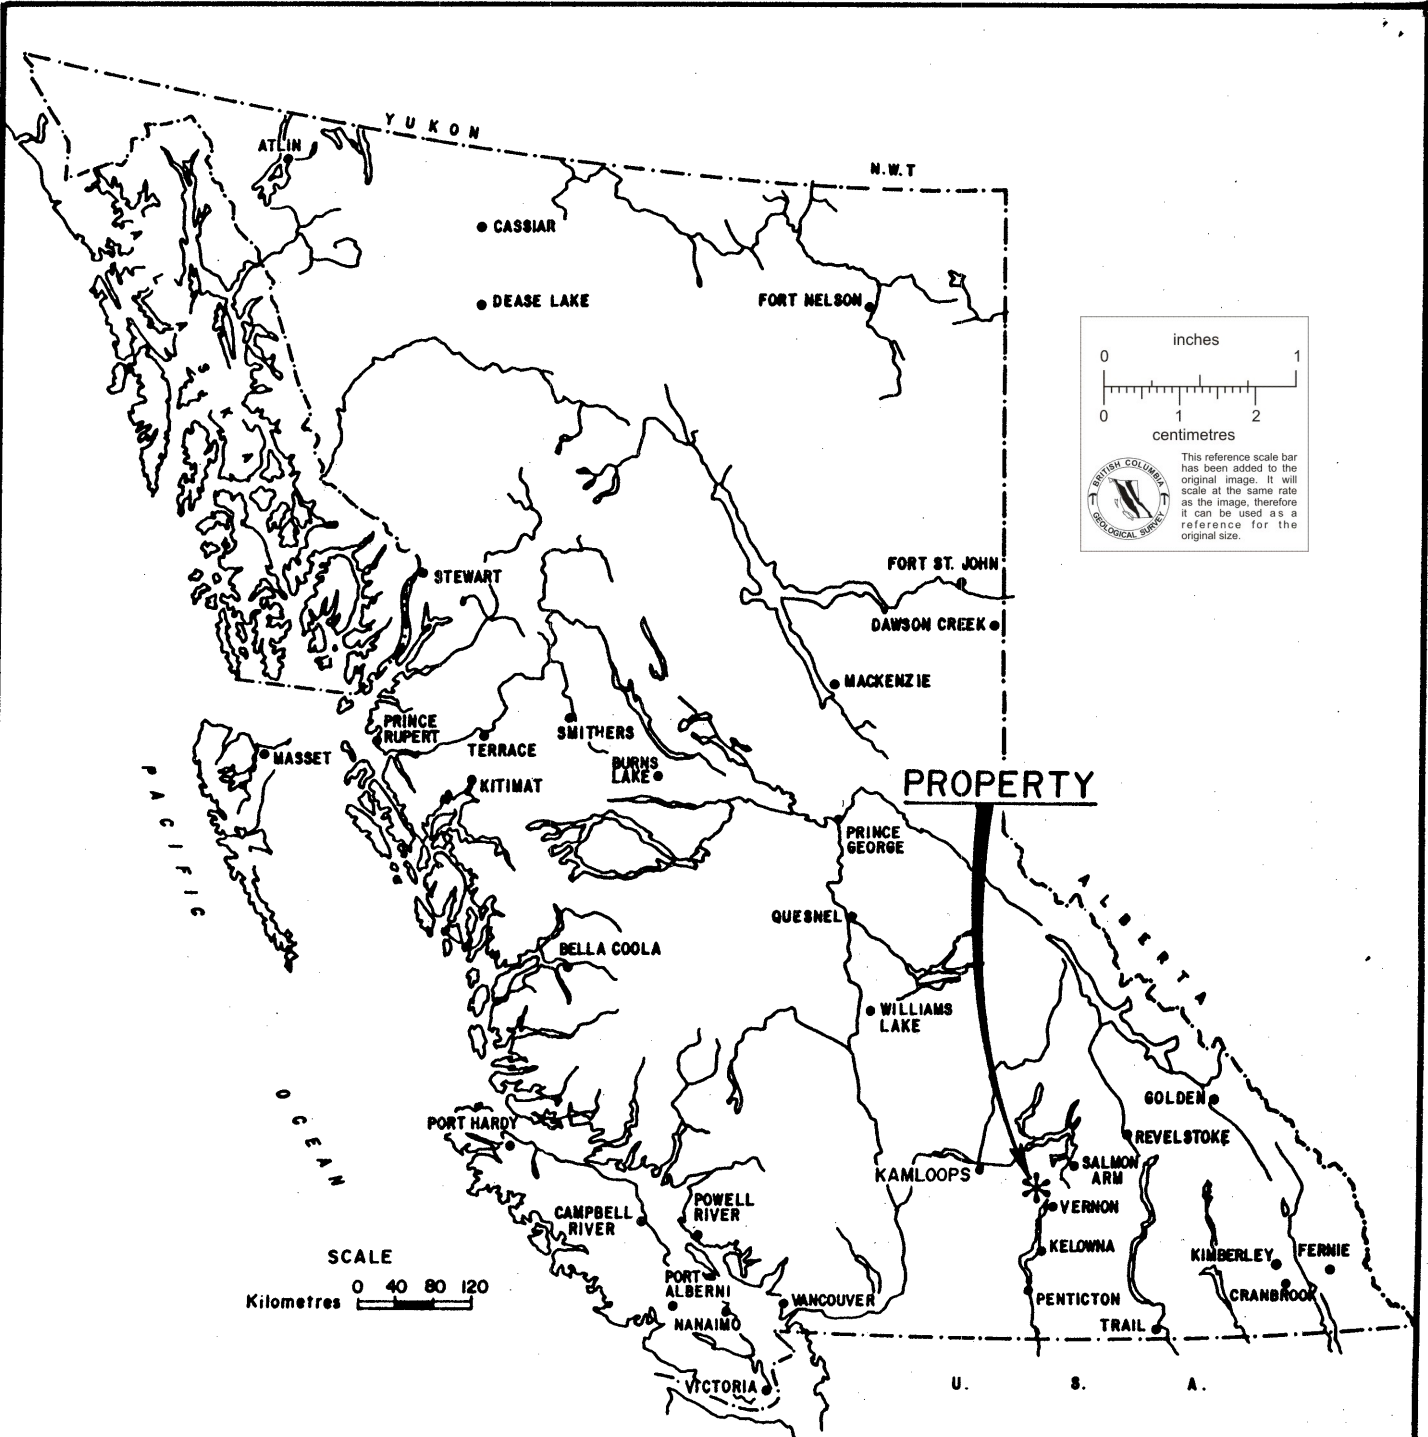 YUKON
N.W.T
ATLIN
CASSIAR
DEASE LAKE
FORT NELSON
ALASKA
inches
0 1
0 1 2
centimetres
BRITISH COLUMBIA
GEOLOGICAL SURVEY
This reference scale bar
has been added to the
original image. It will
scale at the same rate
as the image, therefore
it can be used as a
reference for the
original size.
FORT ST. JOHN
STEWART
DAWSON CREEK
MACKENZIE
PRINCE
RUPERT
TERRACE
SMITHERS
MASSET
BURNS
LAKE
KITIMAT
PROPERTY
PACIFIC
PRINCE
GEORGE
ALBERTA
QUESNEL
BELLA COOLA
WILLIAMS
LAKE
OCEAN
GOLDEN
PORT HARDY
REVELSTOKE
KAMLOOPS
SALMON
ARM
CAMPBELL
RIVER
POWELL
RIVER
VERNON
KELOWNA
KIMBERLEY
FERNIE
SCALE
0 40 80 120
Kilometres
PORT
ALBERNI
VANCOUVER
PENTICTON
CRANBROOK
NANAIMO
TRAIL
VICTORIA
U. S. A.